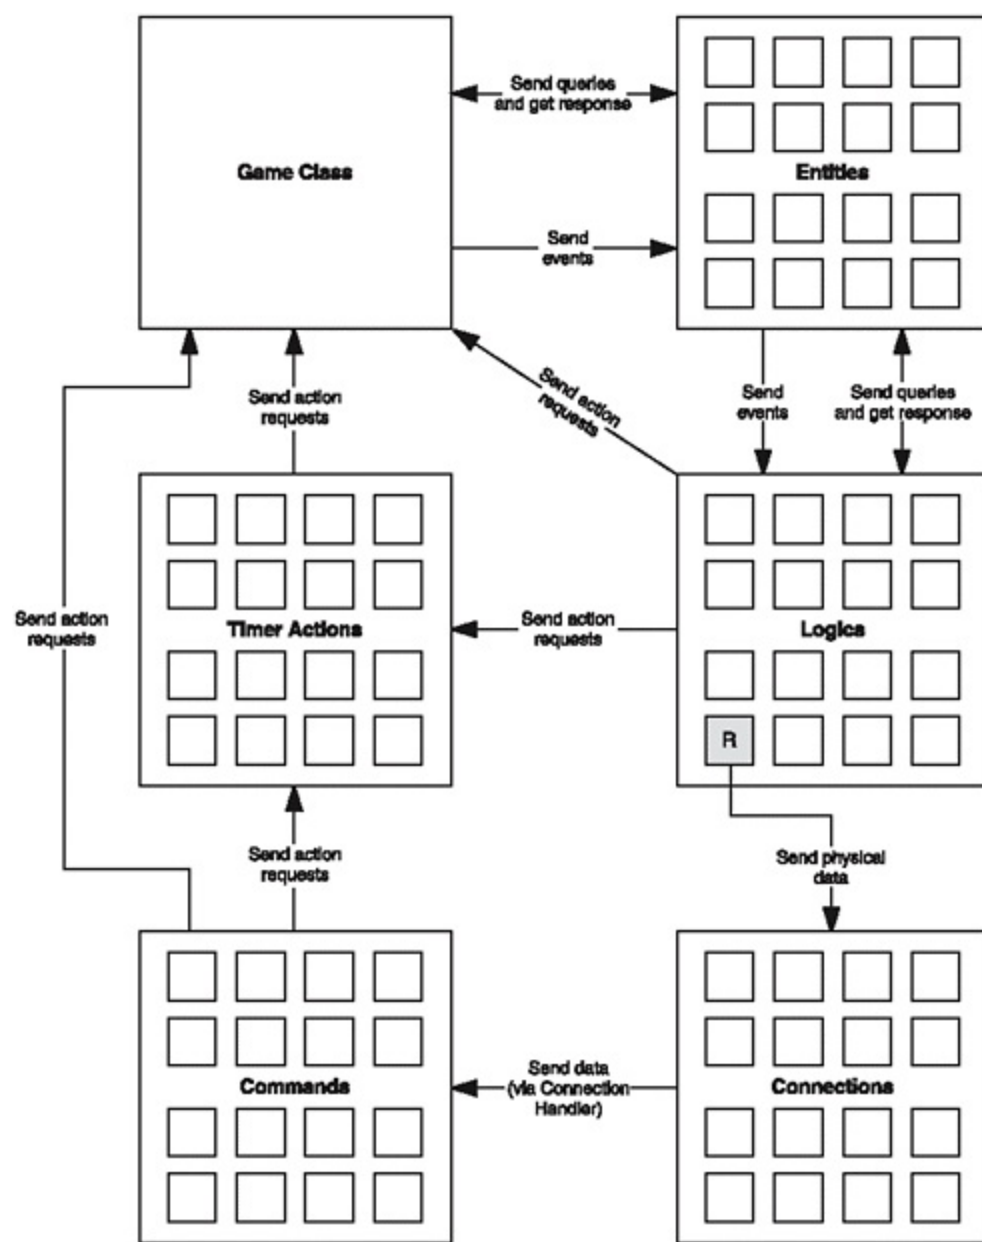 Send queries
and get response
Game Class
Entities
Send
events
Send action
requests
Send action
requests
Send
events
Send queries
and get response
Send action
requests
Timer Actions
Send action
requests
Logics
R
Send action
requests
Send physical
data
Commands
Send data
(via Connection
Handler)
Connections